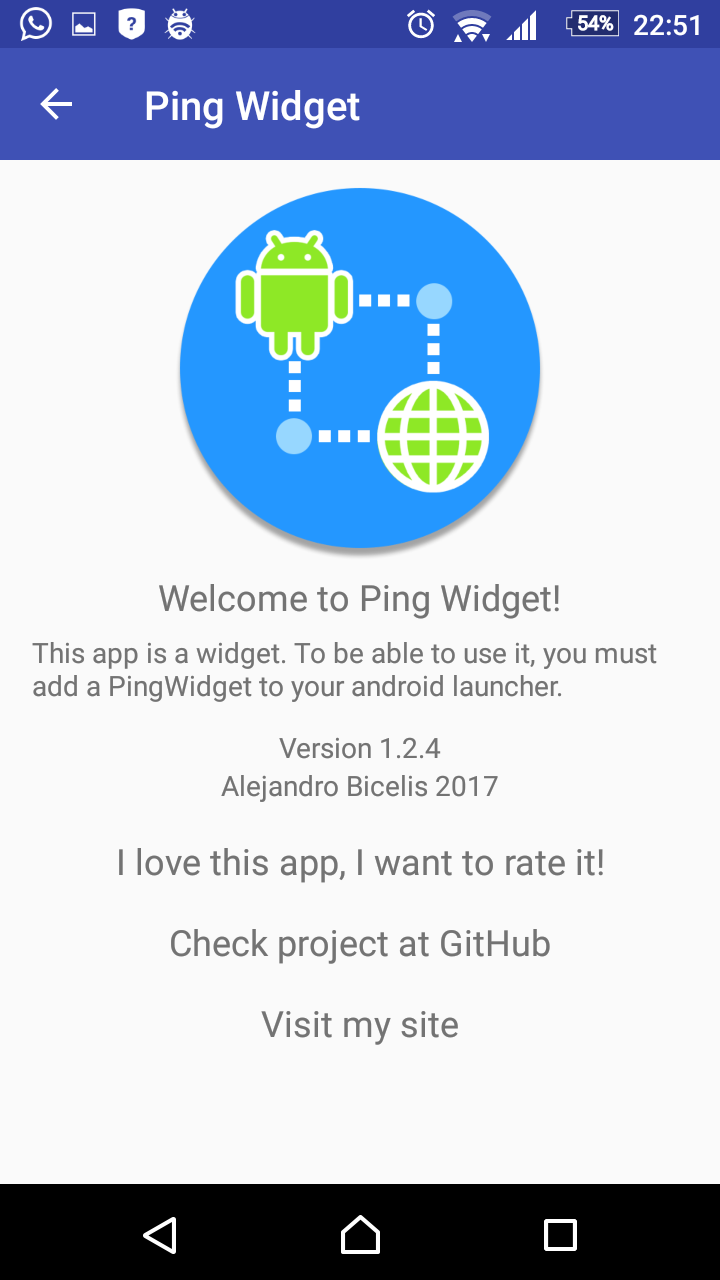 54% 22:51
Ping Widget
Welcome to Ping Widget!
This app is a widget. To be able to use it, you must
add a PingWidget to your android launcher.
Version 1.2.4
Alejandro Bicelis 2017
I love this app, I want to rate it!
Check project at GitHub
Visit my site